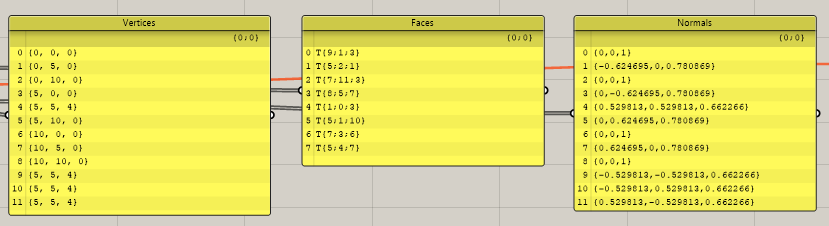 Vertices
{0;0}
0 {0, 0, 0}
1 {0, 5, 0}
2 {0, 10, 0}
3 {5, 0, 0}
4 {5, 5, 4}
5 {5, 10, 0}
6 {10, 0, 0}
7 {10, 5, 0}
8 {10, 10, 0}
9 {5, 5, 4}
10 {5, 5, 4}
11 {5, 5, 4}
Faces
{0;0}
0 T{9;1;3}
1 T{5;2;1}
2 T{7;11;3}
3 T{8;5;7}
4 T{1;0;3}
5 T{5;1;10}
6 T{7;3;6}
7 T{5;4;7}
Normals
{0;0}
0 {0,0,1}
1 {-0.624695,0,0.780869}
2 {0,0,1}
3 {0,-0.624695,0.780869}
4 {0.529813,0.529813,0.662266}
5 {0,0.624695,0.780869}
6 {0,0,1}
7 {0.624695,0,0.780869}
8 {0,0,1}
9 {-0.529813,-0.529813,0.662266}
10 {-0.529813,0.529813,0.662266}
11 {0.529813,-0.529813,0.662266}